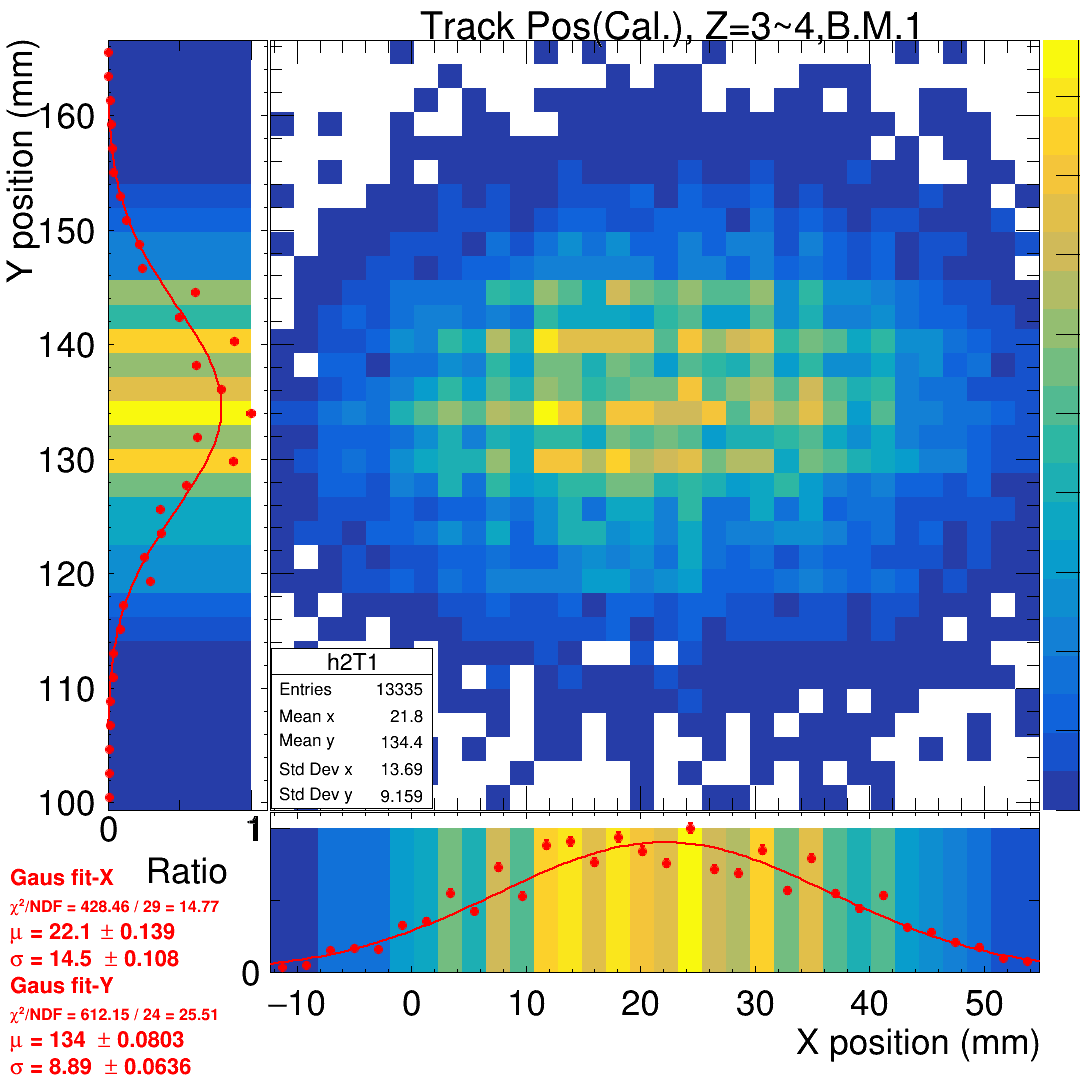 Track Pos(Cal.), Z=3~4,B.M.1
Y position (mm)
160
150
140
130
120
110
100
0
1
Ratio
h2T1
Entries 13335
Mean x 21.8
Mean y 134.4
Std Dev x 13.69
Std Dev y 9.159
1
0
−10 0 10 20 30 40 50
X position (mm)
Gaus fit-X
χ²/NDF = 428.46 / 29 = 14.77
μ = 22.1 ± 0.139
σ = 14.5 ± 0.108
Gaus fit-Y
χ²/NDF = 612.15 / 24 = 25.51
μ = 134 ± 0.0803
σ = 8.89 ± 0.0636